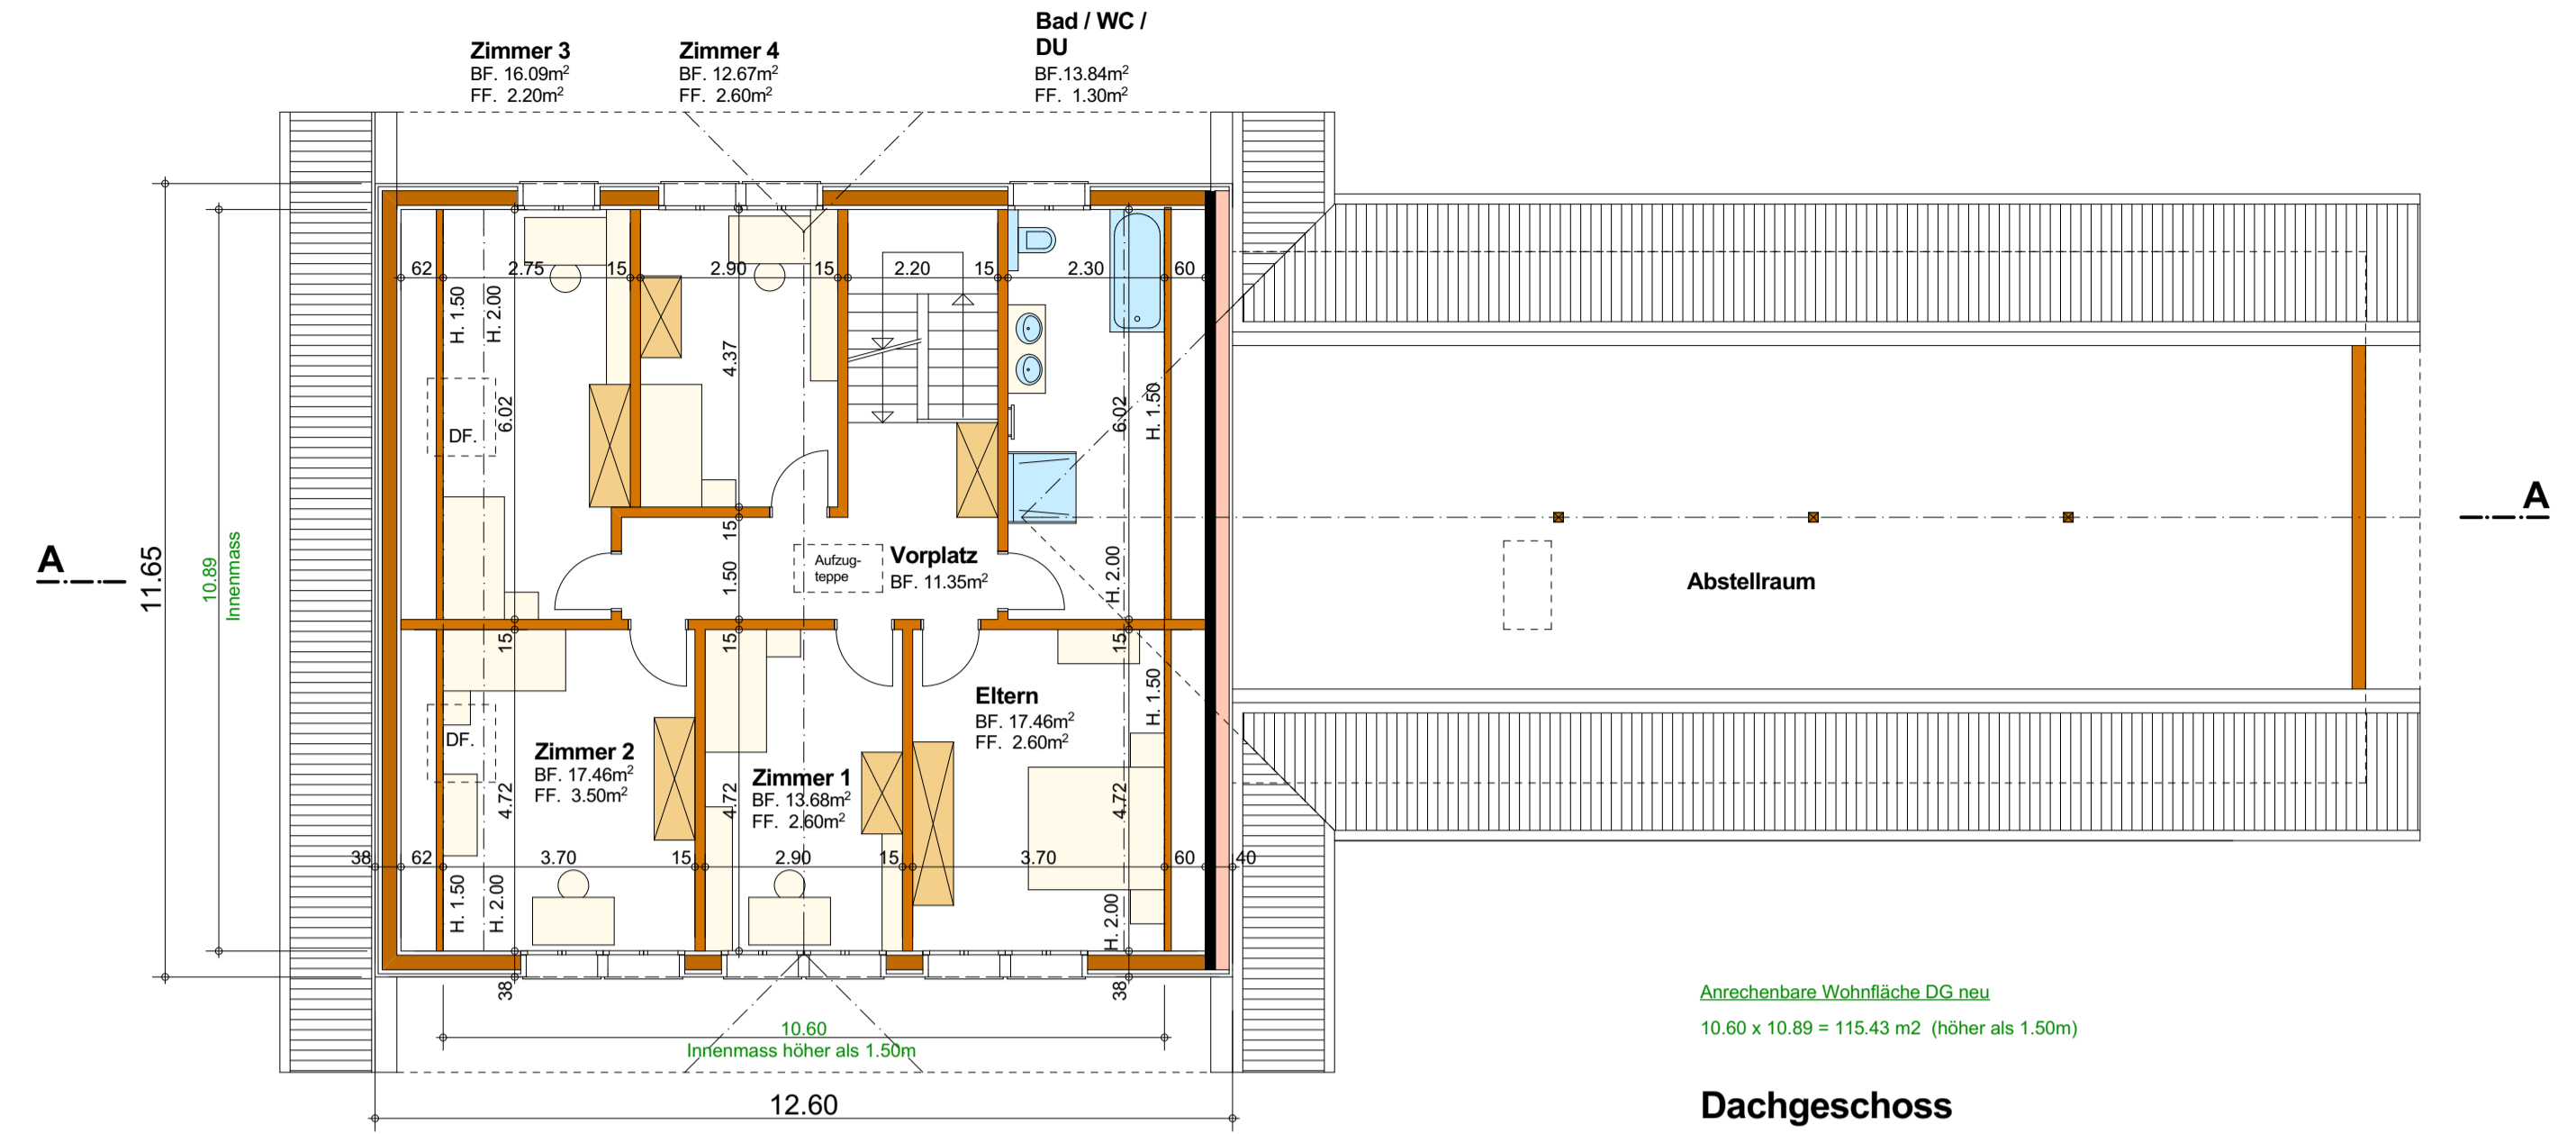 Bad / WC /
DU
BF.13.84m²
FF. 1.30m²
Zimmer 3
BF. 16.09m²
FF. 2.20m²
Zimmer 4
BF. 12.67m²
FF. 2.60m²
62
2.75
15
2.90
15
2.20
15
2.30
60
H. 1.50
H. 2.00
4.37
6.02
6.02
H. 1.50
DF.
A
A
11.65
10.89
Innenmass
15
1.50
Aufzug-
teppe
Vorplatz
BF. 11.35m²
H. 2.00
Abstellraum
15
15
15
H. 1.50
Eltern
BF. 17.46m²
FF. 2.60m²
DF.
Zimmer 2
BF. 17.46m²
FF. 3.50m²
Zimmer 1
BF. 13.68m²
FF. 2.60m²
4.72
4.72
4.72
38
62
3.70
15
2.90
15
3.70
60
40
H. 1.50
H. 2.00
H. 2.00
38
38
10.60
Innenmass höher als 1.50m
12.60
Anrechenbare Wohnfläche DG neu
10.60 x 10.89 = 115.43 m2 (höher als 1.50m)
Dachgeschoss